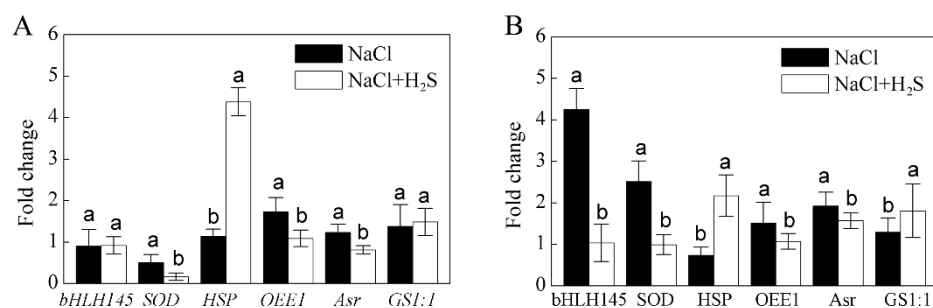 A
B
NaCl
NaCl+H₂S
NaCl
NaCl+H₂S
Fold change
Fold change
6
5
4
3
2
1
0
6
5
4
3
2
1
0
a a a b b a a b a b a a
a b a b b a a b a b b a
bHLH145 SOD HSP OEE1 Asr GS1:1
bHLH145 SOD HSP OEE1 Asr GS1:1